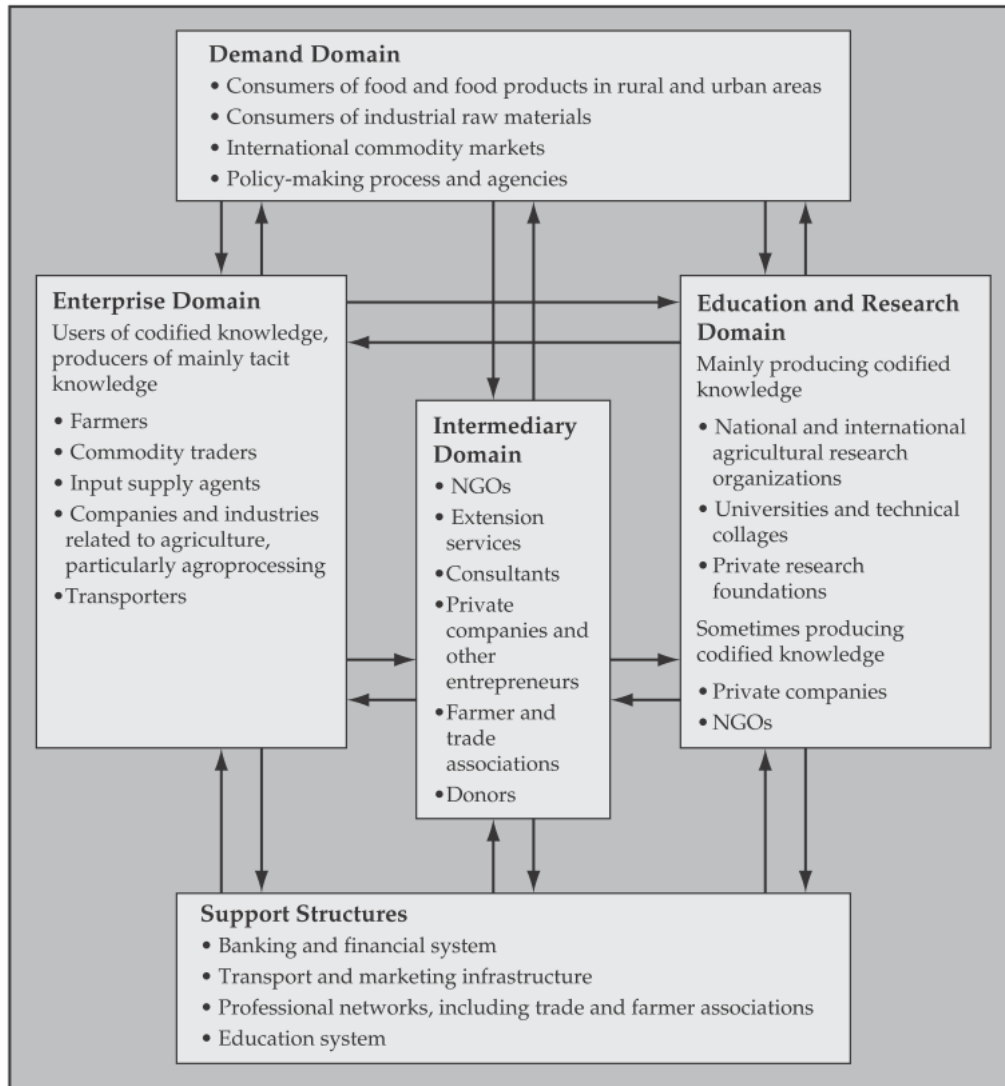 Demand Domain
• Consumers of food and food products in rural and urban areas
• Consumers of industrial raw materials
• International commodity markets
• Policy-making process and agencies
Enterprise Domain
Users of codified knowledge,
producers of mainly tacit
knowledge
• Farmers
• Commodity traders
• Input supply agents
• Companies and industries
related to agriculture,
particularly agroprocessing
•Transporters
Intermediary
Domain
• NGOs
• Extension
services
•Consultants
•Private
companies and
other
entrepreneurs
•Farmer and
trade
associations
•Donors
Education and Research
Domain
Mainly producing codified
knowledge
• National and international
agricultural research
organizations
• Universities and technical
collages
• Private research
foundations
Sometimes producing
codified knowledge
• Private companies
• NGOs
Support Structures
• Banking and financial system
• Transport and marketing infrastructure
• Professional networks, including trade and farmer associations
• Education system